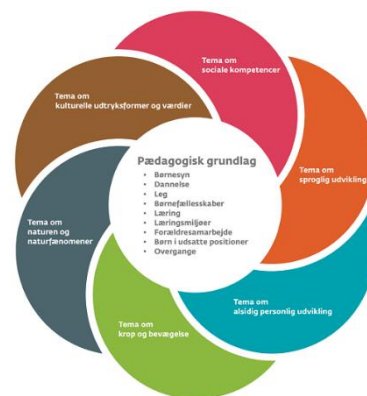 Tema om
sociale kompetencer
Tema om
sproglig udvikling
Tema om
alsidig personlig udvikling
Tema om
krop og bevægelse
Tema om
naturen og
naturfænomener
Tema om
kulturelle udtryksformer og værdier
Pædagogisk grundlag
• Børnesyn
• Dannelse
• Leg
• Børnefællesskaber
• Læring
• Læringsmiljøer
• Forældresamarbejde
• Børn i udsatte positioner
• Overgange